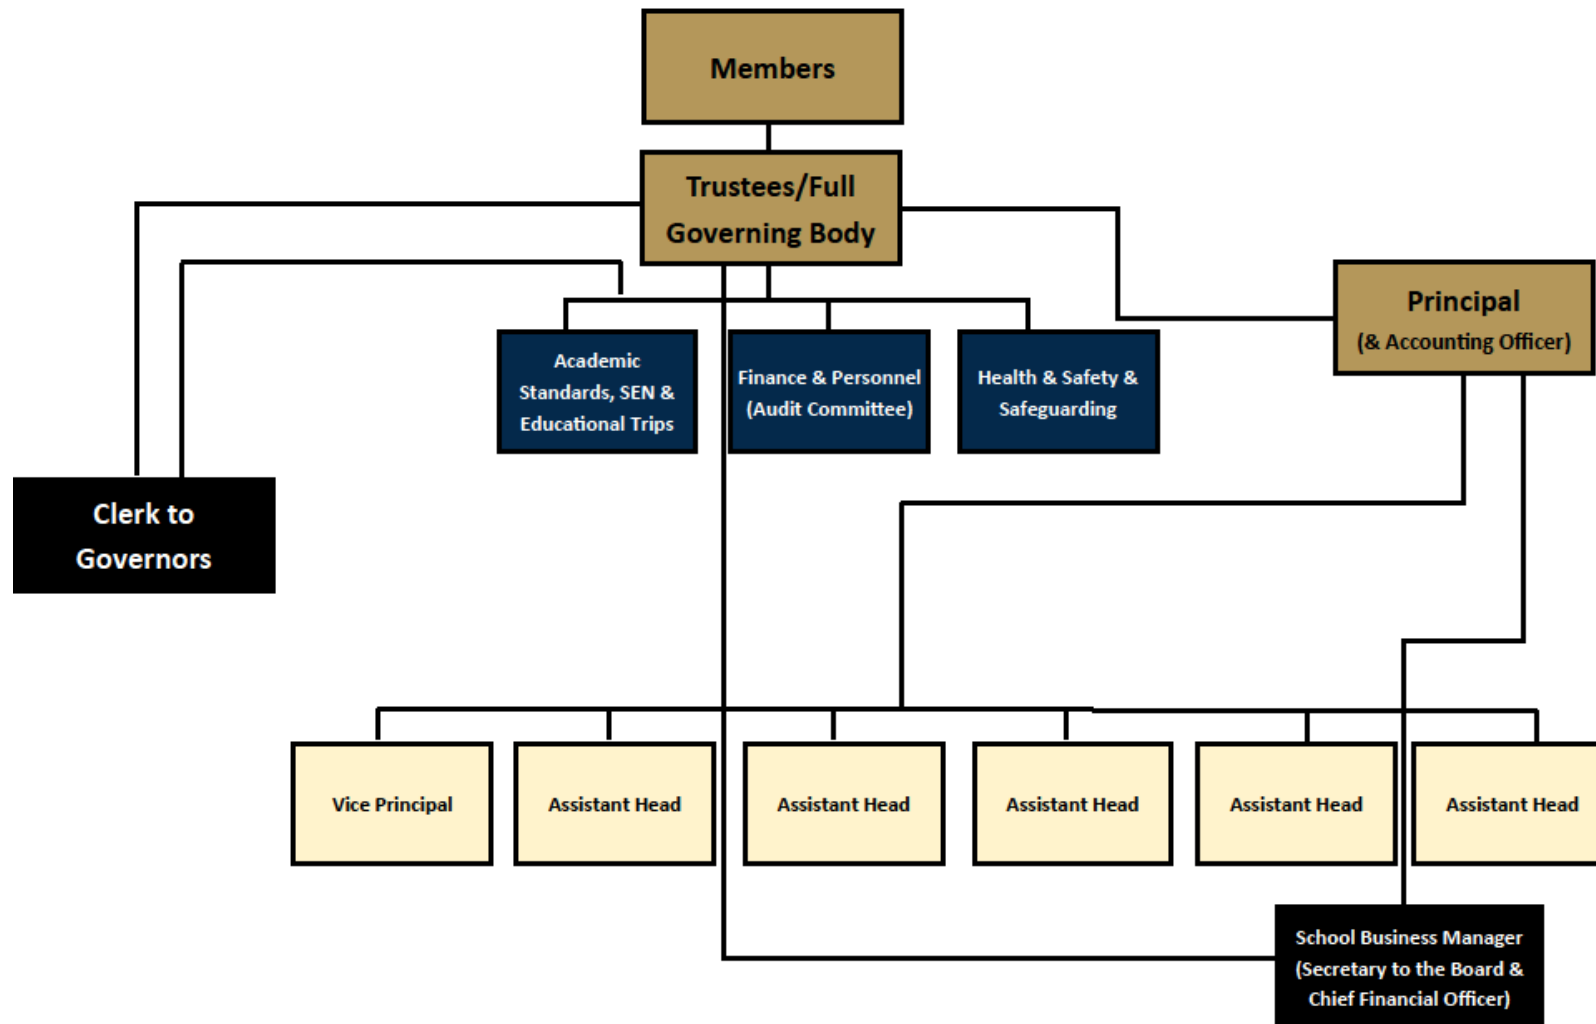 Members
Trustees/Full
Governing Body
Principal
(& Accounting Officer)
Academic
Standards, SEN &
Educational Trips
Finance & Personnel
(Audit Committee)
Health & Safety &
Safeguarding
Clerk to
Governors
Vice Principal
Assistant Head
Assistant Head
Assistant Head
Assistant Head
Assistant Head
School Business Manager
(Secretary to the Board &
Chief Financial Officer)